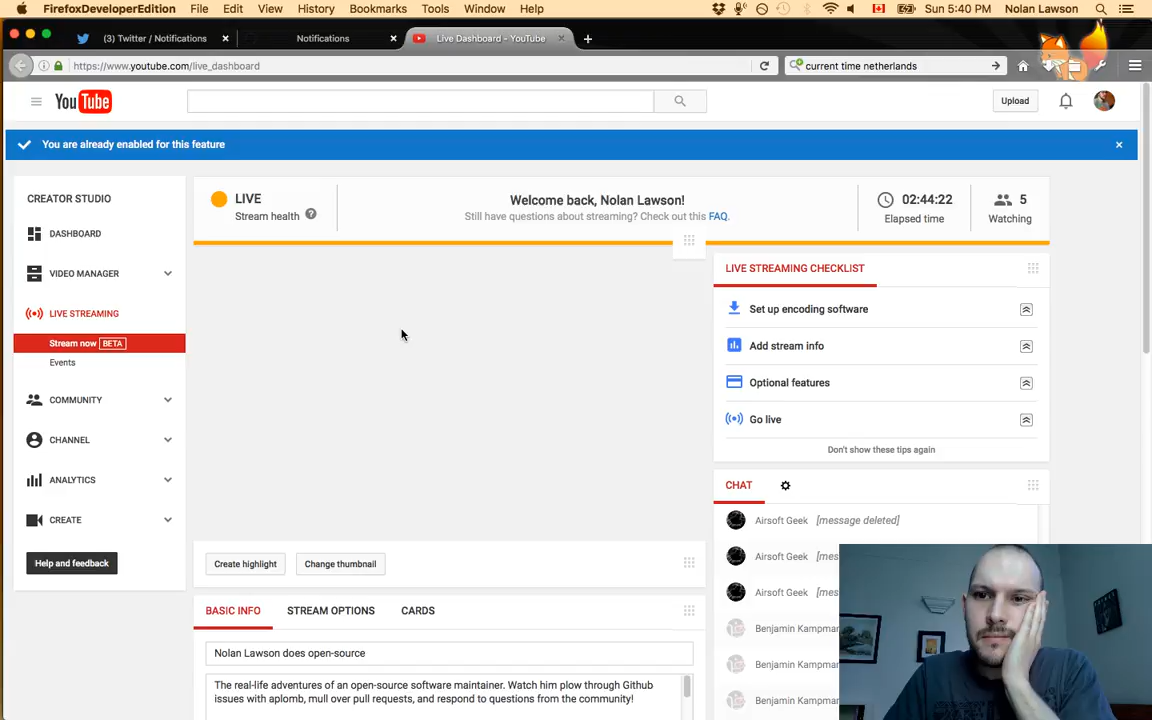 FirefoxDeveloperEdition File Edit View History Bookmarks Tools Window Help Sun 5:40 PM Nolan Lawson
(3) Twitter / Notifications Notifications Live Dashboard - YouTube
https://www.youtube.com/live_dashboard current time netherlands
YouTube Upload
You are already enabled for this feature
CREATOR STUDIO
DASHBOARD
VIDEO MANAGER
LIVE STREAMING
Stream now BETA
Events
COMMUNITY
CHANNEL
ANALYTICS
CREATE
Help and feedback
LIVE
Stream health ?
Welcome back, Nolan Lawson!
Still have questions about streaming? Check out this FAQ.
02:44:22
Elapsed time
5
Watching
LIVE STREAMING CHECKLIST
Set up encoding software
Add stream info
Optional features
Go live
Don't show these tips again
CHAT
Airsoft Geek [message deleted]
Airsoft Geek
Airsoft Geek
Benjamin
Benjamin
Benjamin
Create highlight Change thumbnail
BASIC INFO STREAM OPTIONS CARDS
Nolan Lawson does open-source
The real-life adventures of an open-source software maintainer. Watch him plow through Github
issues with aplomb, mull over pull requests, and respond to questions from the community!